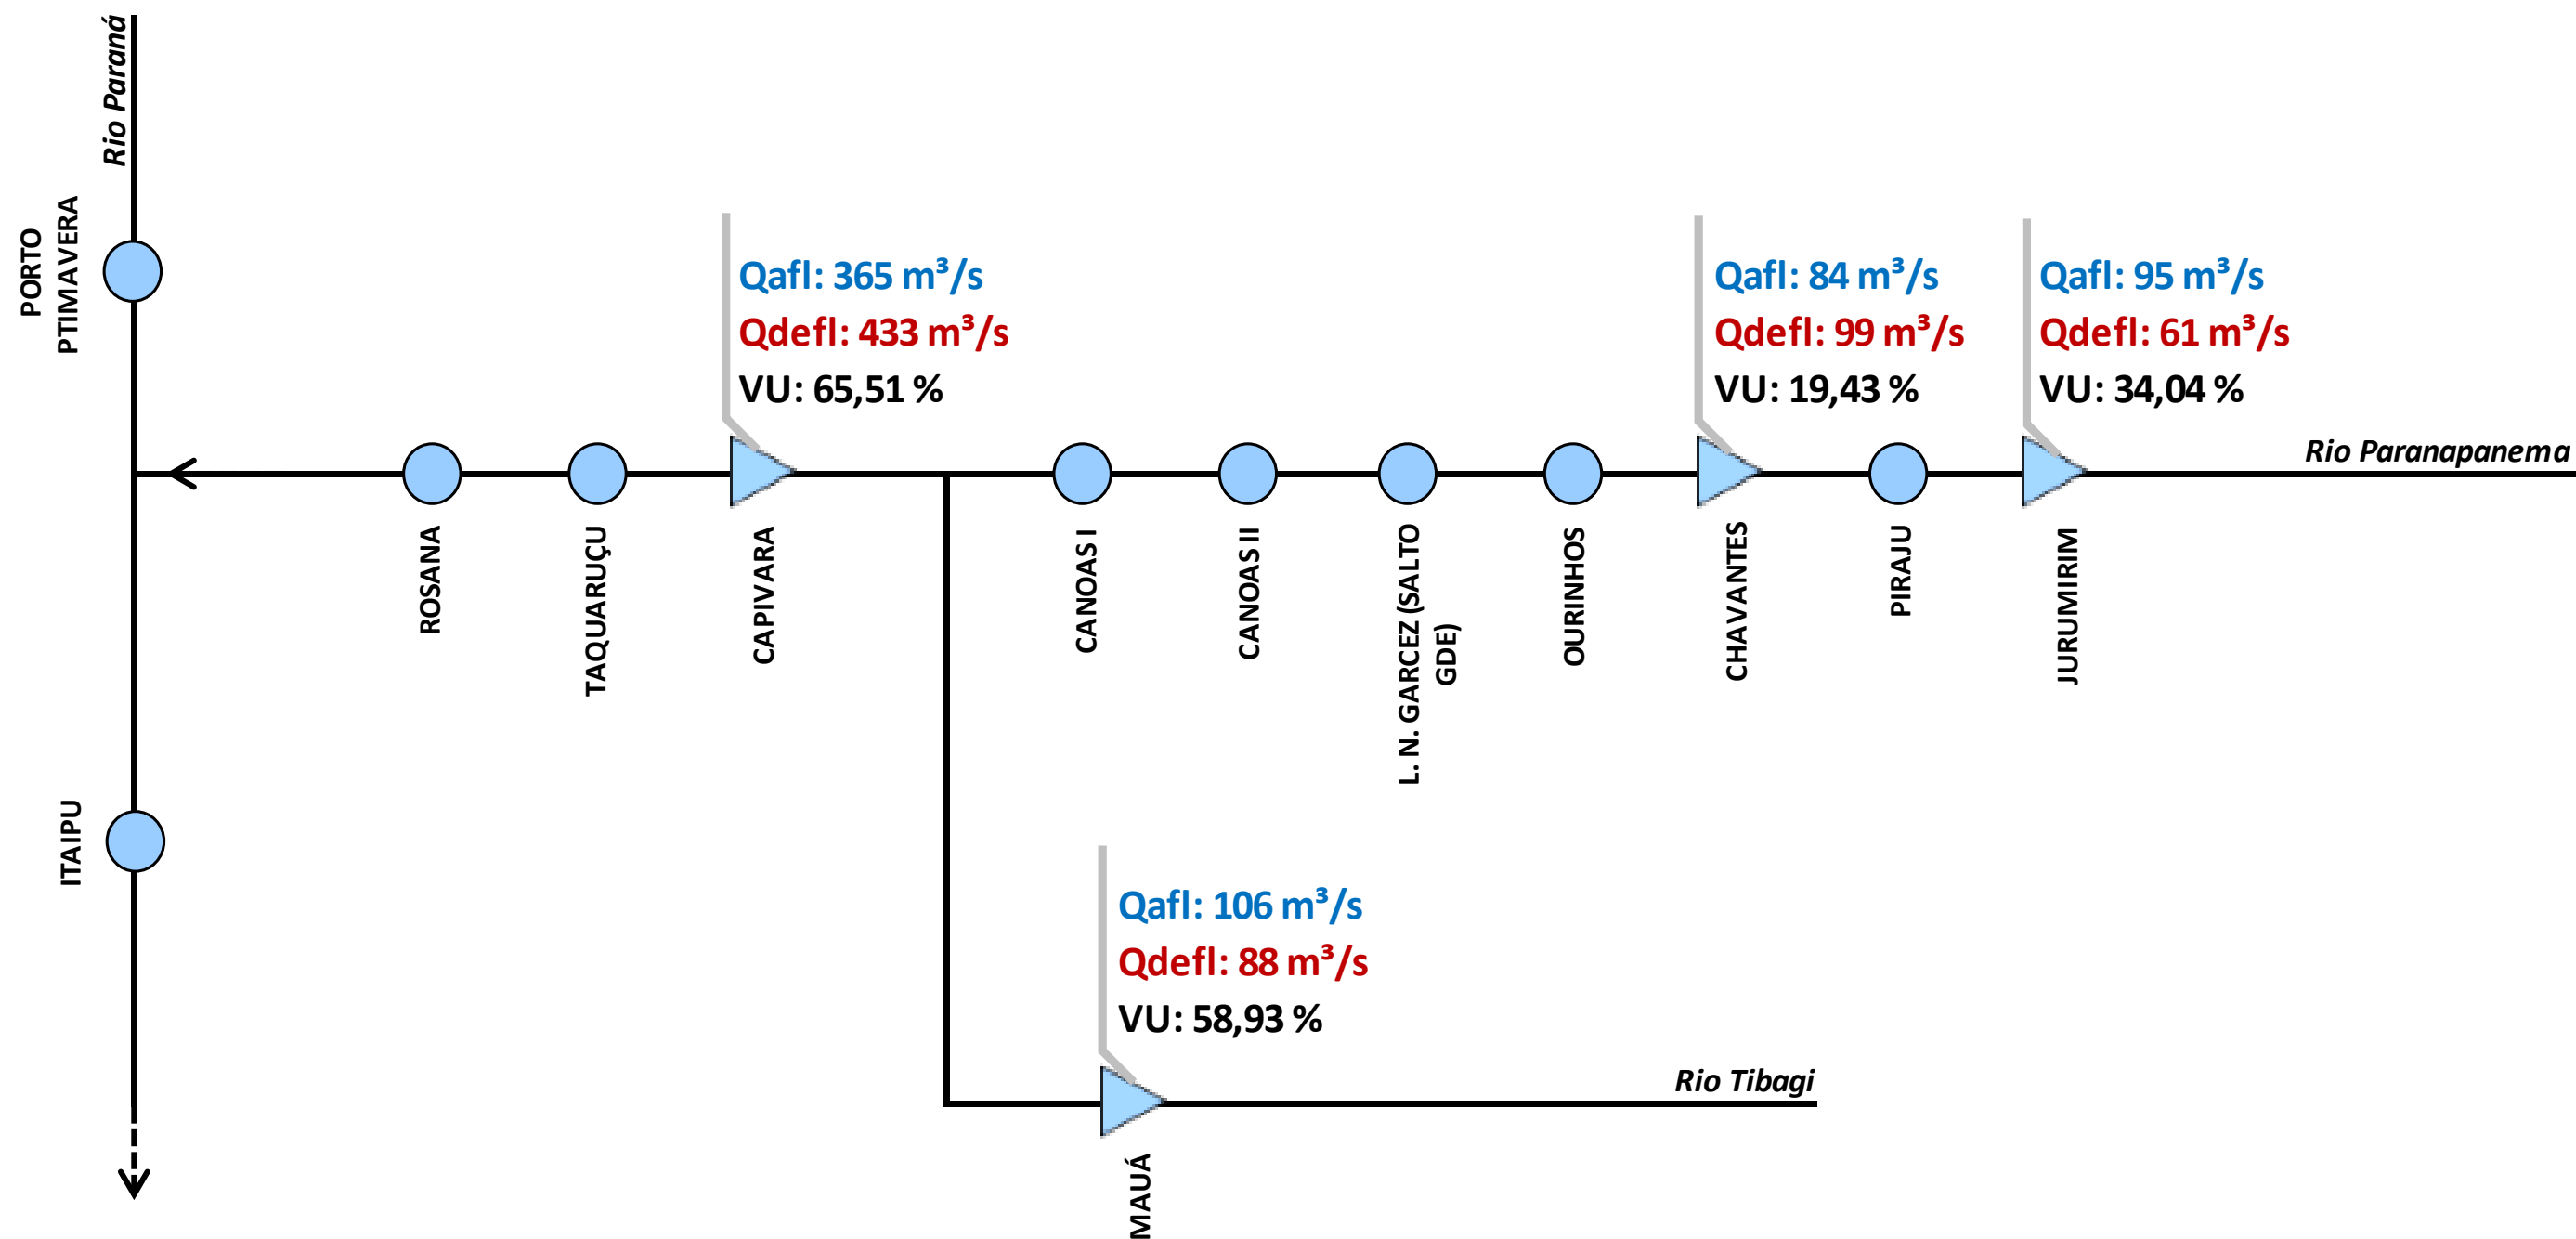 Rio Paraná
PORTO
PTIMAVERA
Qafl: 365 m³/s
Qdefl: 433 m³/s
VU: 65,51 %
Qafl: 84 m³/s
Qdefl: 99 m³/s
VU: 19,43 %
Qafl: 95 m³/s
Qdefl: 61 m³/s
VU: 34,04 %
Rio Paranapanema
ROSANA
TAQUARUÇU
CAPIVARA
CANOAS I
CANOAS II
L. N. GARCEZ (SALTO
GDE)
OURINHOS
CHAVANTES
PIRAJU
JURUMIRIM
ITAIPU
Qafl: 106 m³/s
Qdefl: 88 m³/s
VU: 58,93 %
Rio Tibagi
MAUÁ